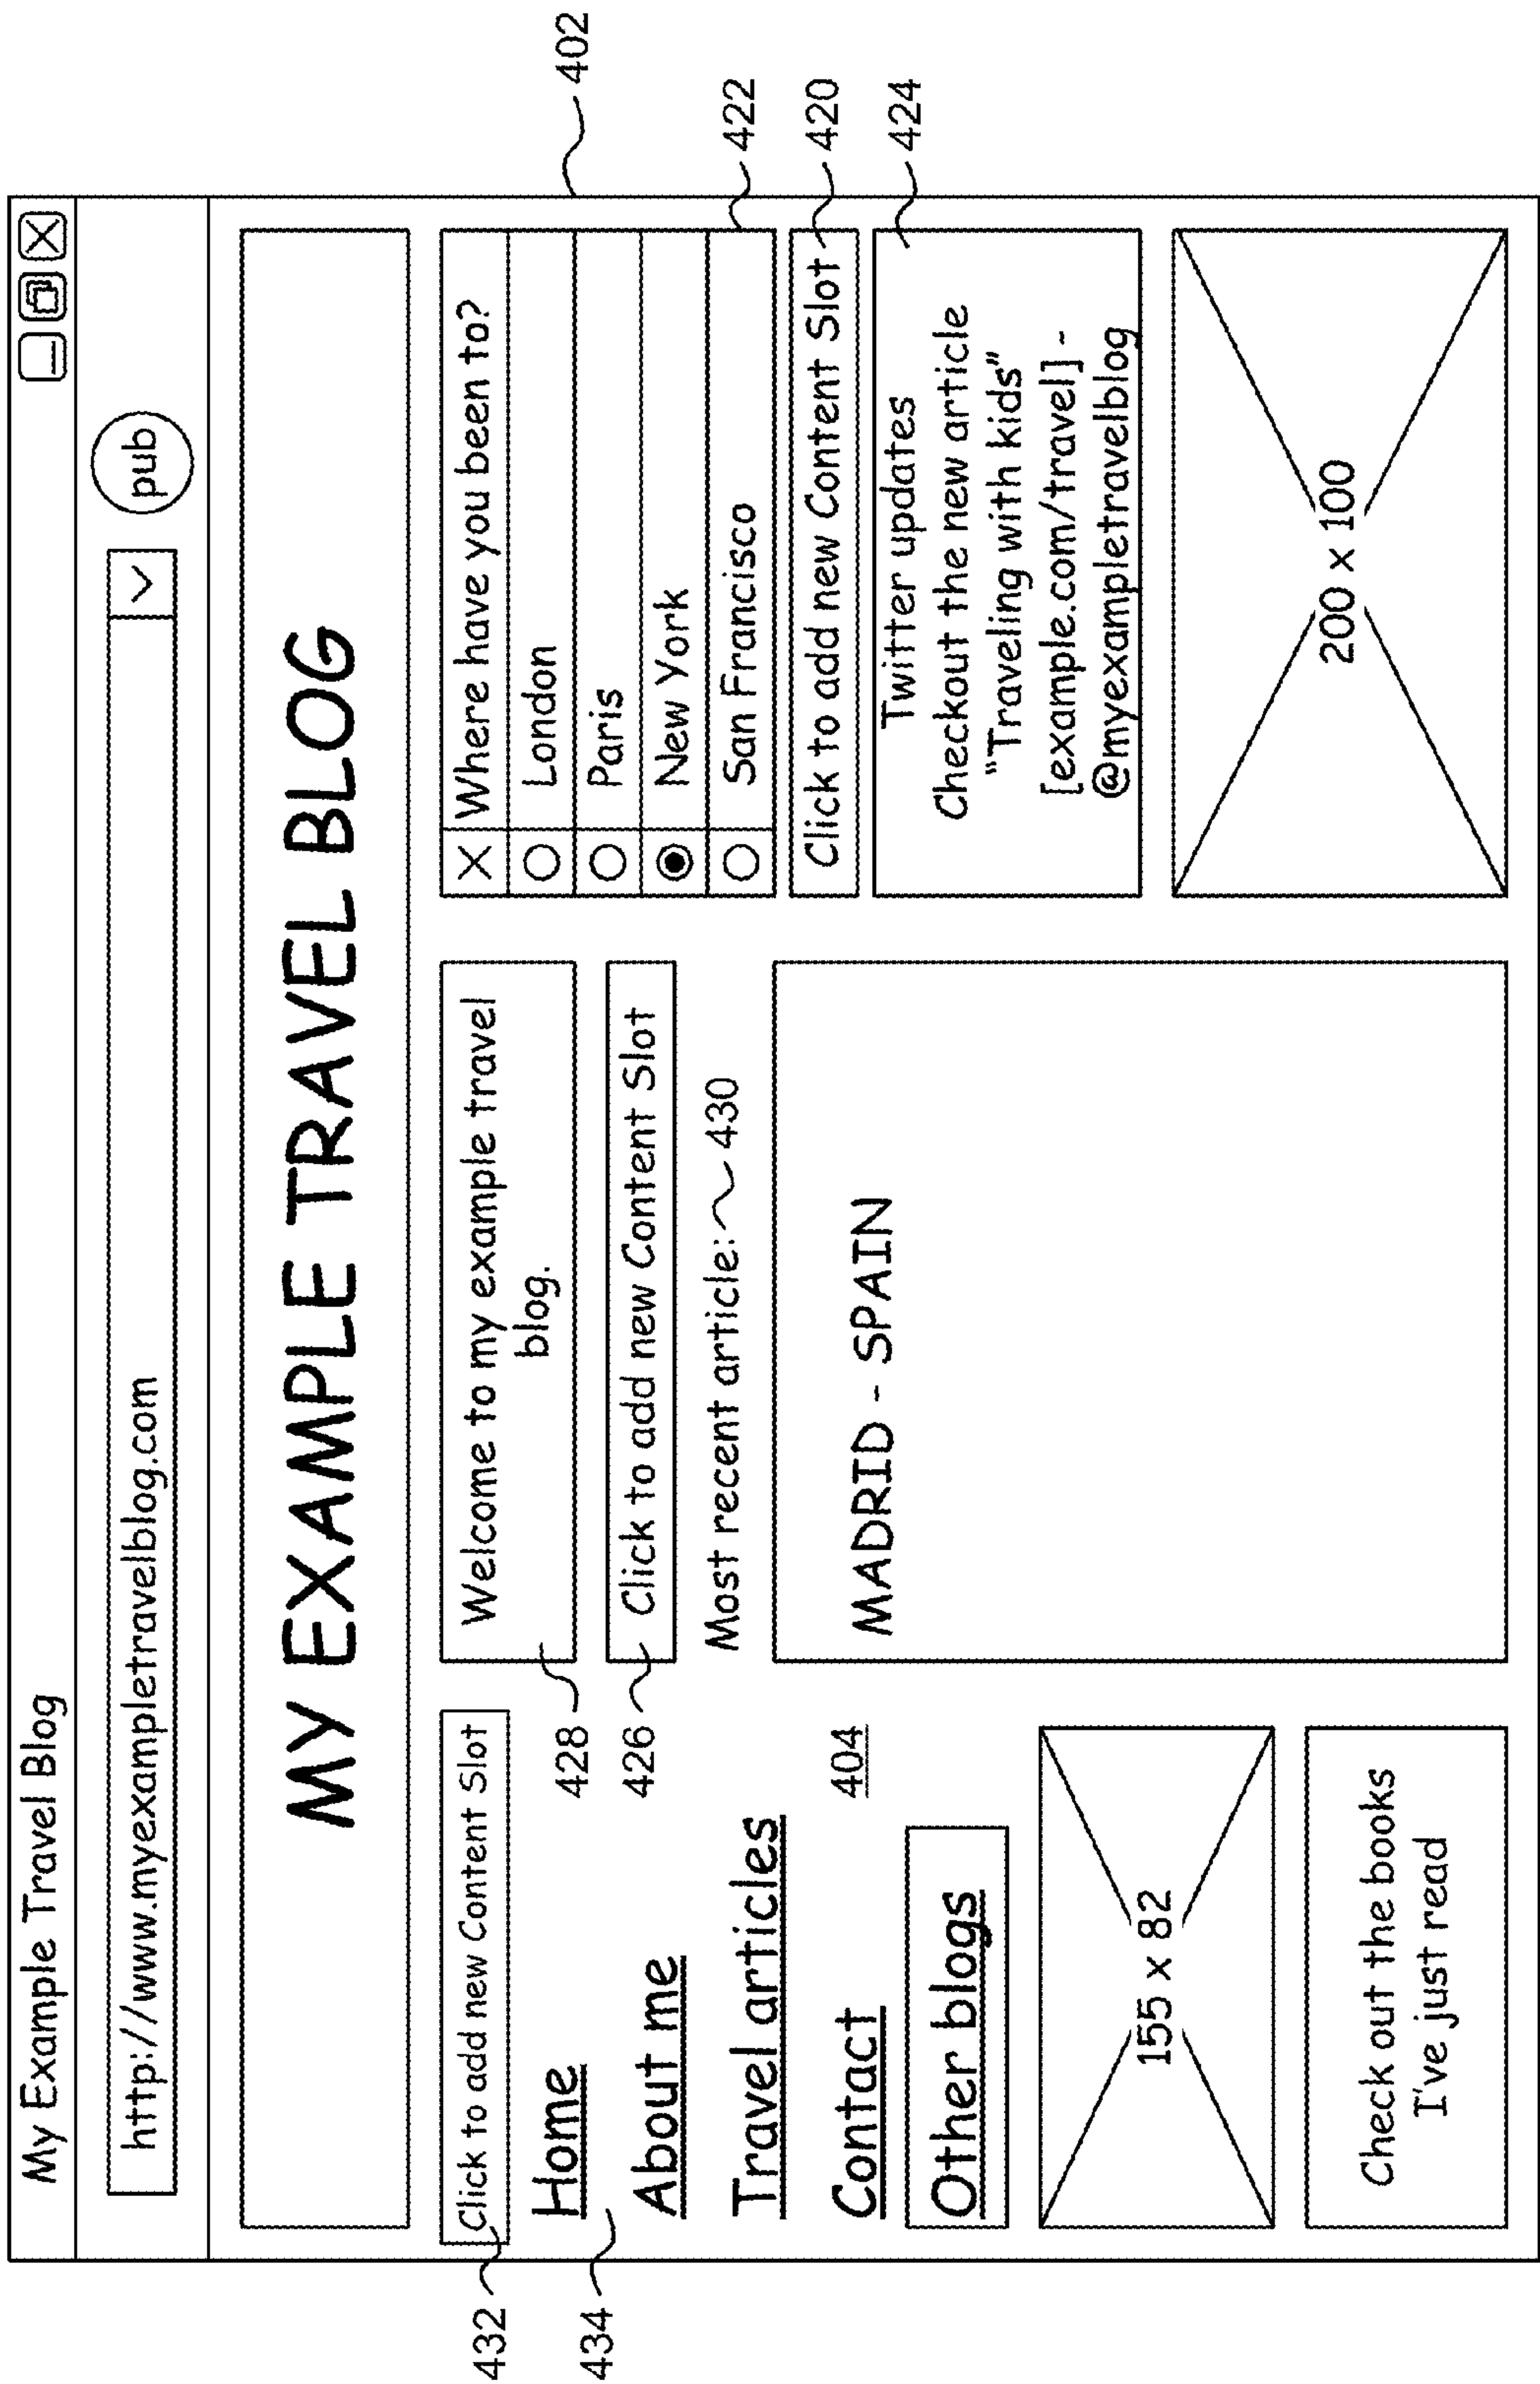 My Example Travel Blog
http://www.myexampletravelblog.com
pub
402
MY EXAMPLE TRAVEL BLOG
432
Click to add new Content Slot
434
Home
About me
Travel articles
Contact
Other blogs
155 x 82
Check out the books
I've just read
428
Welcome to my example travel
blog.
426
Click to add new Content Slot
Most recent article:
430
404
MADRID - SPAIN
X Where have you been to?
London
Paris
New York
San Francisco
422
Click to add new Content Slot
420
Twitter updates
424
Checkout the new article
"Traveling with kids"
[example.com/travel] -
@myexampletravelblog
200 x 100